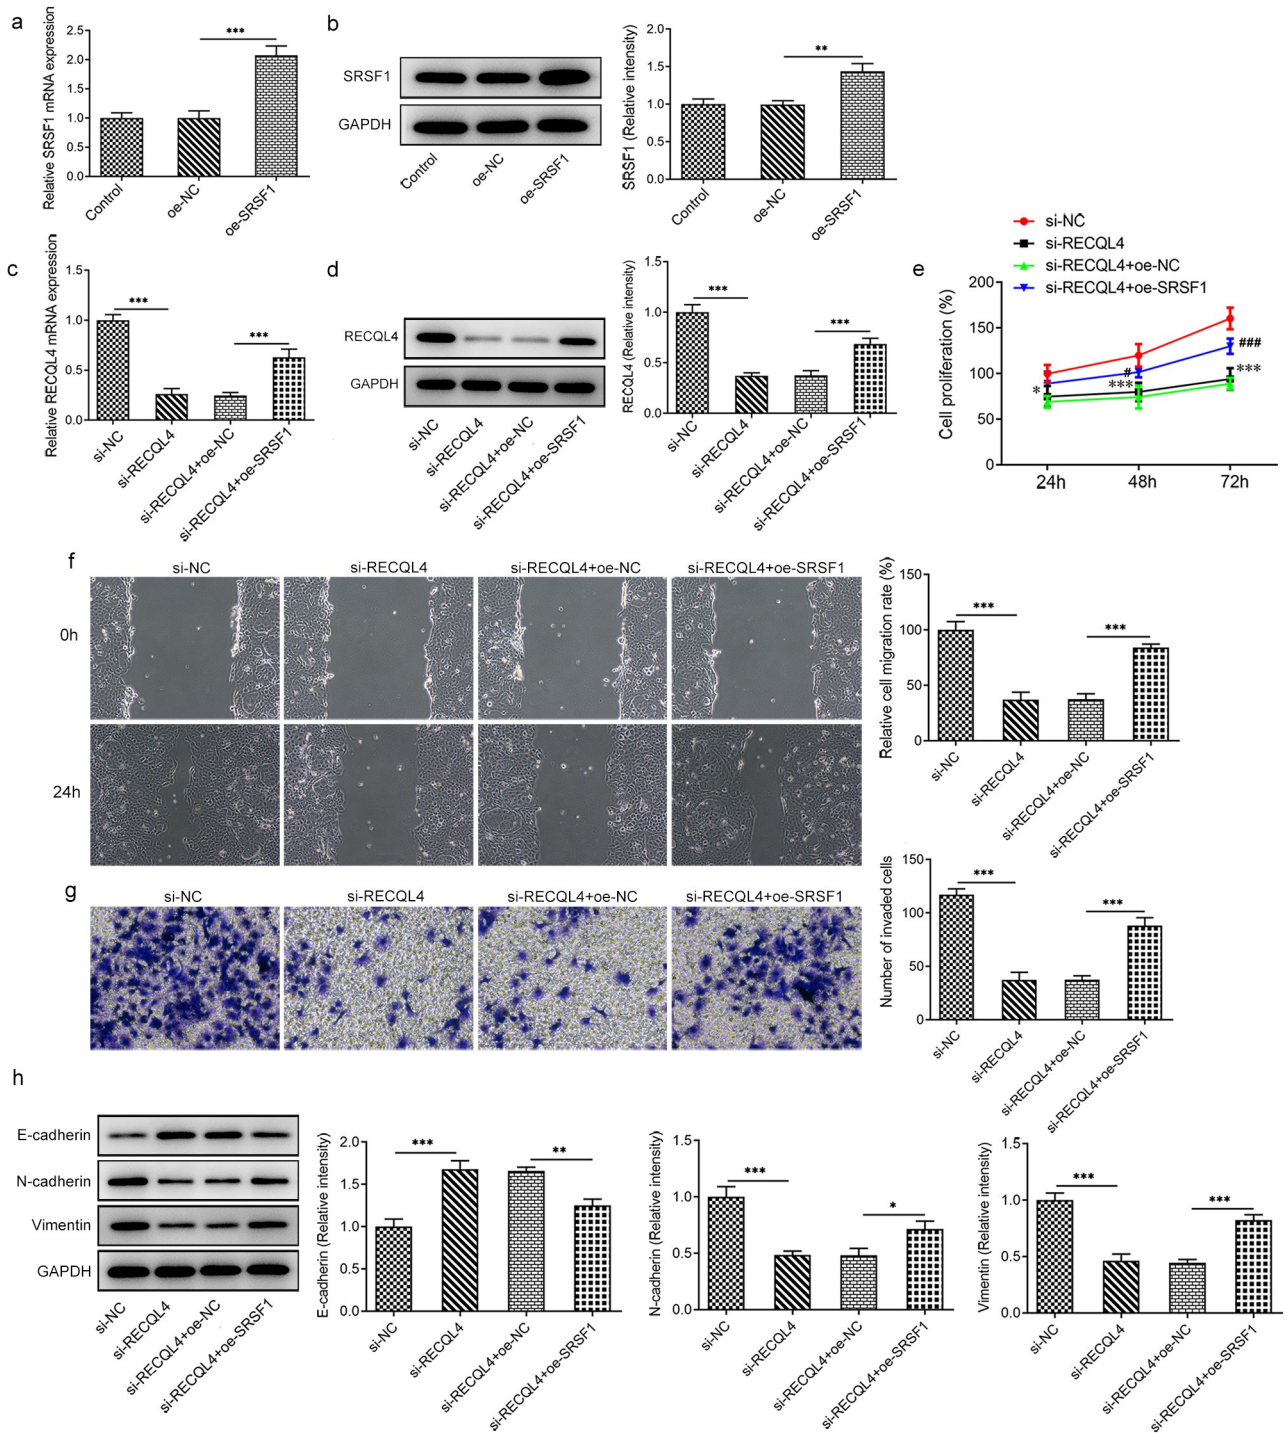 a
Relative SRSF1 mRNA expression
2.5
2.0
1.5
1.0
0.5
0.0
***
Control
oe-NC
oe-SRSF1
b
SRSF1
GAPDH
Control
oe-NC
oe-SRSF1
SRSF1 (Relative intensity)
2.0
1.5
1.0
0.5
0.0
**
Control
oe-NC
oe-SRSF1
c
Relative RECQL4 mRNA expression
1.5
1.0
0.5
0.0
***
***
si-NC
si-RECQL4
si-RECQL4+oe-NC
si-RECQL4+oe-SRSF1
d
RECQL4
GAPDH
si-NC
si-RECQL4
si-RECQL4+oe-NC
si-RECQL4+oe-SRSF1
RECQL4 (Relative intensity)
1.5
1.0
0.5
0.0
***
***
si-NC
si-RECQL4
si-RECQL4+oe-NC
si-RECQL4+oe-SRSF1
e
si-NC
si-RECQL4
si-RECQL4+oe-NC
si-RECQL4+oe-SRSF1
Cell proliferation (%)
200
150
100
50
0
*
#
***
###
***
24h
48h
72h
f
si-NC
si-RECQL4
si-RECQL4+oe-NC
si-RECQL4+oe-SRSF1
0h
24h
Relative cell migration rate (%)
150
100
50
0
***
***
si-NC
si-RECQL4
si-RECQL4+oe-NC
si-RECQL4+oe-SRSF1
g
si-NC
si-RECQL4
si-RECQL4+oe-NC
si-RECQL4+oe-SRSF1
Number of invaded cells
150
100
50
0
***
***
si-NC
si-RECQL4
si-RECQL4+oe-NC
si-RECQL4+oe-SRSF1
h
E-cadherin
N-cadherin
Vimentin
GAPDH
si-NC
si-RECQL4
si-RECQL4+oe-NC
si-RECQL4+oe-SRSF1
E-cadherin (Relative intensity)
2.0
1.5
1.0
0.5
0.0
***
**
si-NC
si-RECQL4
si-RECQL4+oe-NC
si-RECQL4+oe-SRSF1
N-cadherin (Relative intensity)
1.5
1.0
0.5
0.0
***
*
si-NC
si-RECQL4
si-RECQL4+oe-NC
si-RECQL4+oe-SRSF1
Vimentin (Relative intensity)
1.5
1.0
0.5
0.0
***
***
si-NC
si-RECQL4
si-RECQL4+oe-NC
si-RECQL4+oe-SRSF1